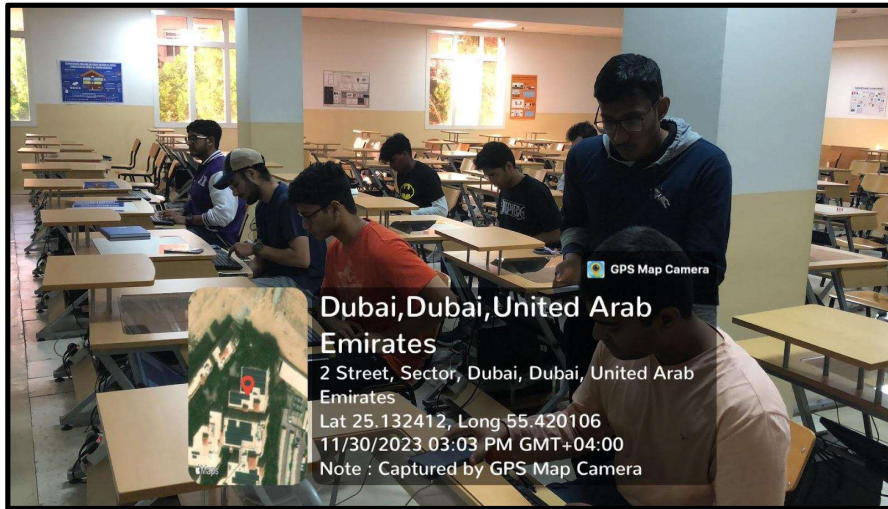 GPS Map Camera
Dubai,Dubai,United Arab
Emirates
2 Street, Sector, Dubai, Dubai, United Arab
Emirates
Lat 25.132412, Long 55.420106
11/30/2023 03:03 PM GMT+04:00
Note : Captured by GPS Map Camera
Maps